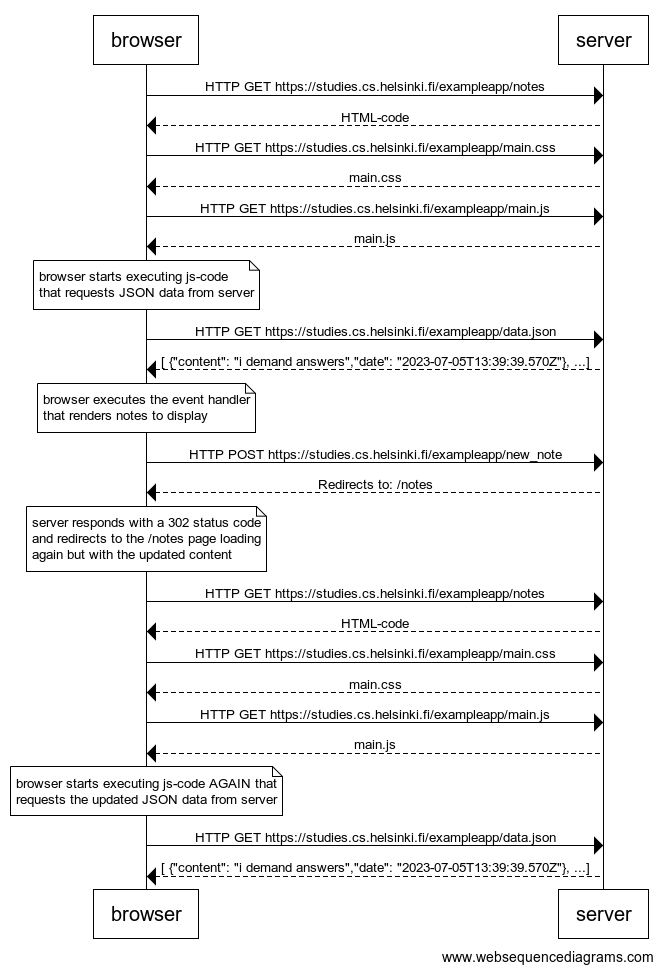 browser
server
HTTP GET https://studies.cs.helsinki.fi/exampleapp/notes
HTML-code
HTTP GET https://studies.cs.helsinki.fi/exampleapp/main.css
main.css
HTTP GET https://studies.cs.helsinki.fi/exampleapp/main.js
main.js
browser starts executing js-code
that requests JSON data from server
HTTP GET https://studies.cs.helsinki.fi/exampleapp/data.json
[ {"content": "i demand answers","date": "2023-07-05T13:39:39.570Z"}, ...]
browser executes the event handler
that renders notes to display
HTTP POST https://studies.cs.helsinki.fi/exampleapp/new_note
Redirects to: /notes
server responds with a 302 status code
and redirects to the /notes page loading
again but with the updated content
HTTP GET https://studies.cs.helsinki.fi/exampleapp/notes
HTML-code
HTTP GET https://studies.cs.helsinki.fi/exampleapp/main.css
main.css
HTTP GET https://studies.cs.helsinki.fi/exampleapp/main.js
main.js
browser starts executing js-code AGAIN that
requests the updated JSON data from server
HTTP GET https://studies.cs.helsinki.fi/exampleapp/data.json
[ {"content": "i demand answers","date": "2023-07-05T13:39:39.570Z"}, ...]
browser
server
www.websequencediagrams.com